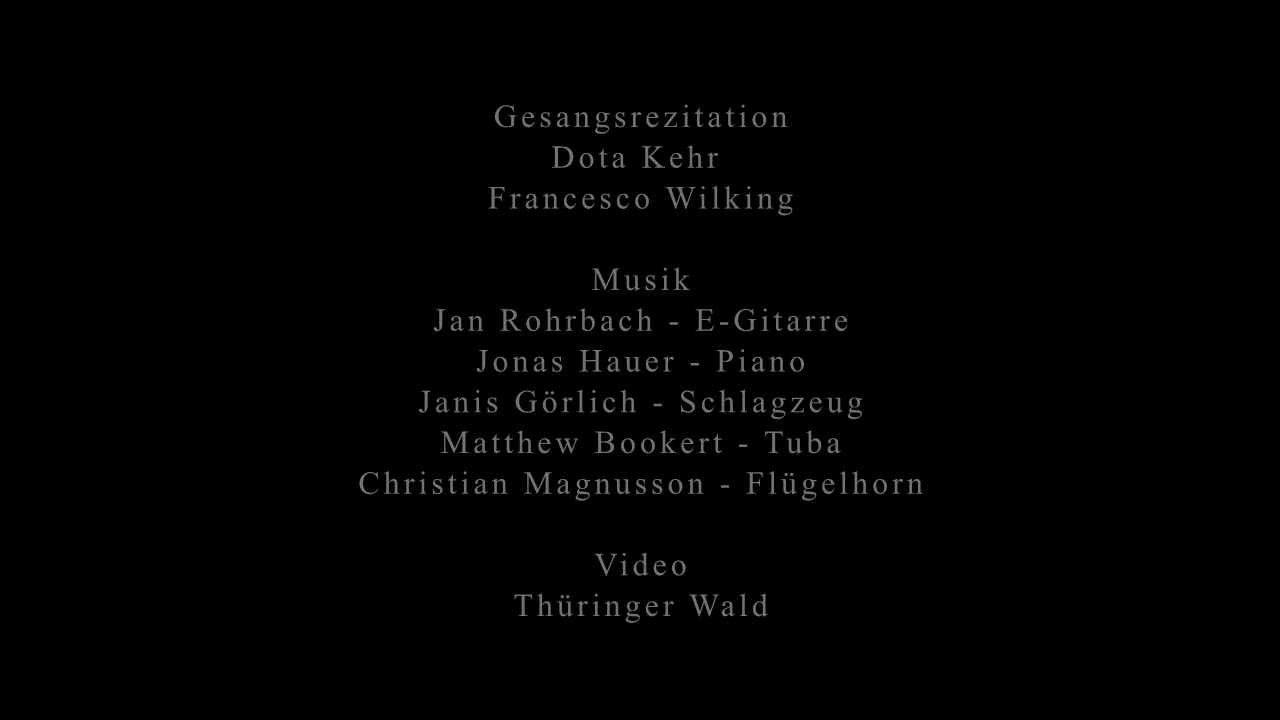 Gesangsrezitation
Dota Kehr
Francesco Wilking
Musik
Jan Rohrbach - E-Gitarre
Jonas Hauer - Piano
Janis Görlich - Schlagzeug
Matthew Bookert - Tuba
Christian Magnusson - Flügelhorn
Video
Thüringer Wald